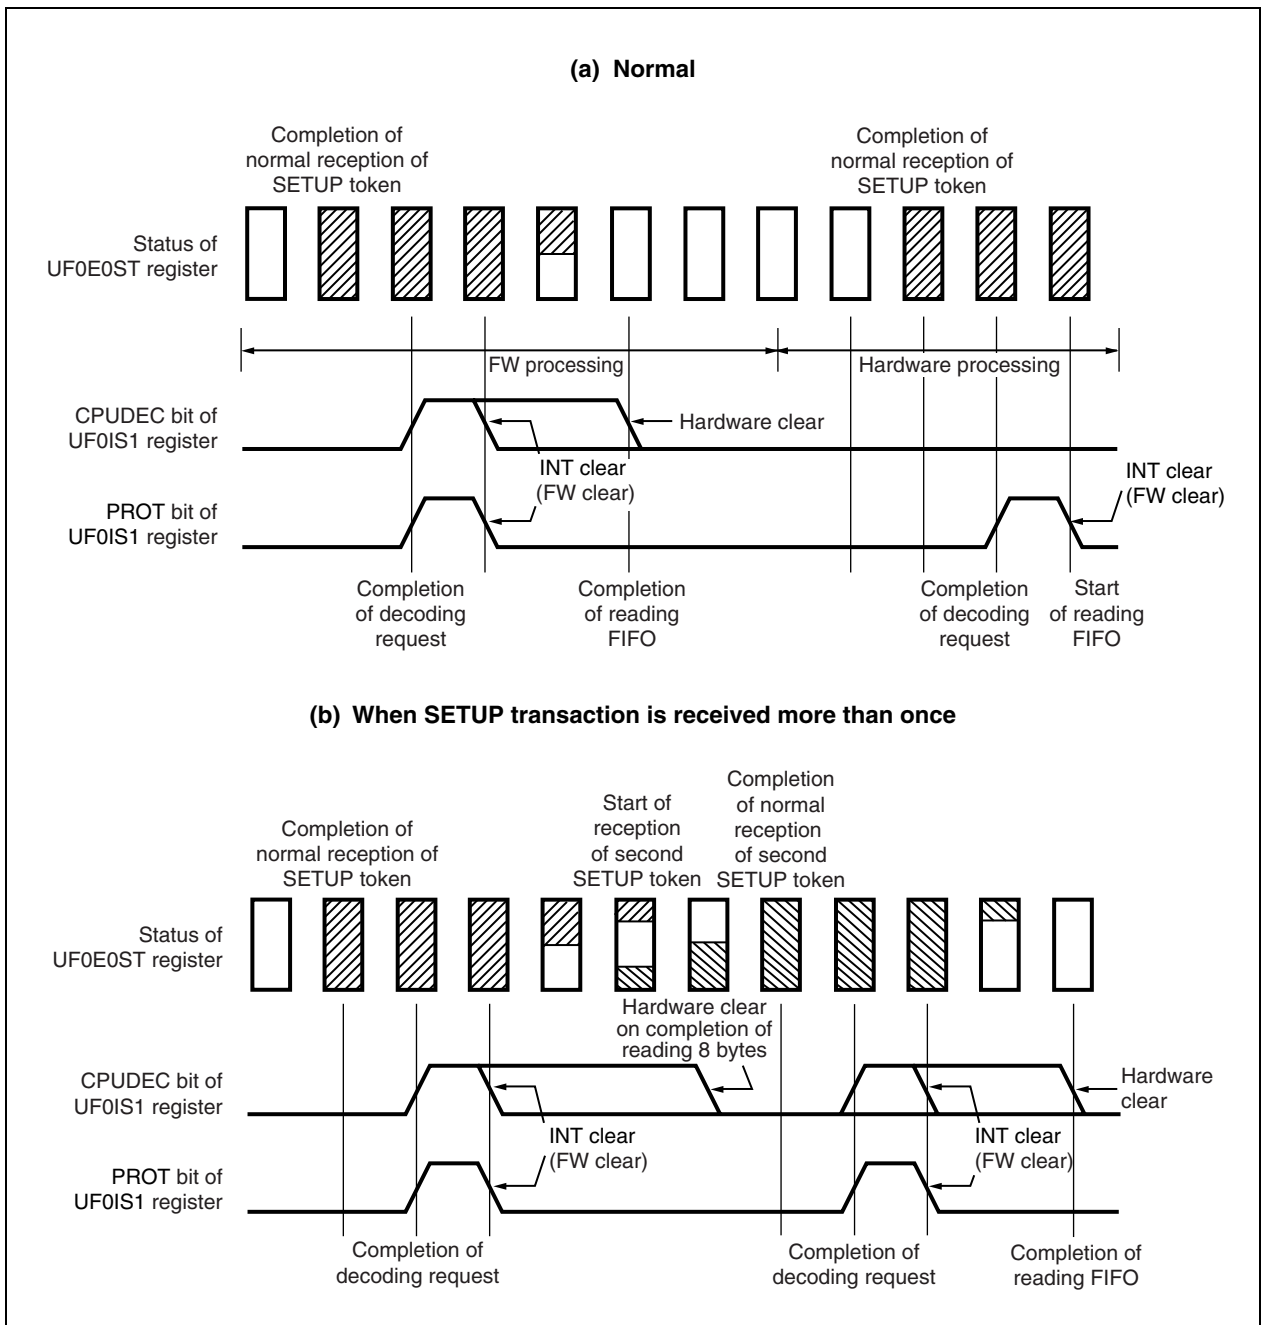 (a) Normal
Completion of
normal reception of
SETUP token
Completion of
normal reception of
SETUP token
Status of
UF0E0ST register
FW processing
Hardware processing
CPUDEC bit of
UF0IS1 register
Hardware clear
INT clear
(FW clear)
INT clear
(FW clear)
PROT bit of
UF0IS1 register
Completion
of decoding
request
Completion
of reading
FIFO
Completion
of decoding
request
Start
of reading
FIFO
(b) When SETUP transaction is received more than once
Completion of
normal reception of
SETUP token
Start of
reception
of second
SETUP token
Completion
of normal
reception
of second
SETUP token
Status of
UF0E0ST register
Hardware clear
on completion of
reading 8 bytes
CPUDEC bit of
UF0IS1 register
Hardware
clear
INT clear
(FW clear)
INT clear
(FW clear)
PROT bit of
UF0IS1 register
Completion of
decoding request
Completion of
decoding request
Completion of
reading FIFO